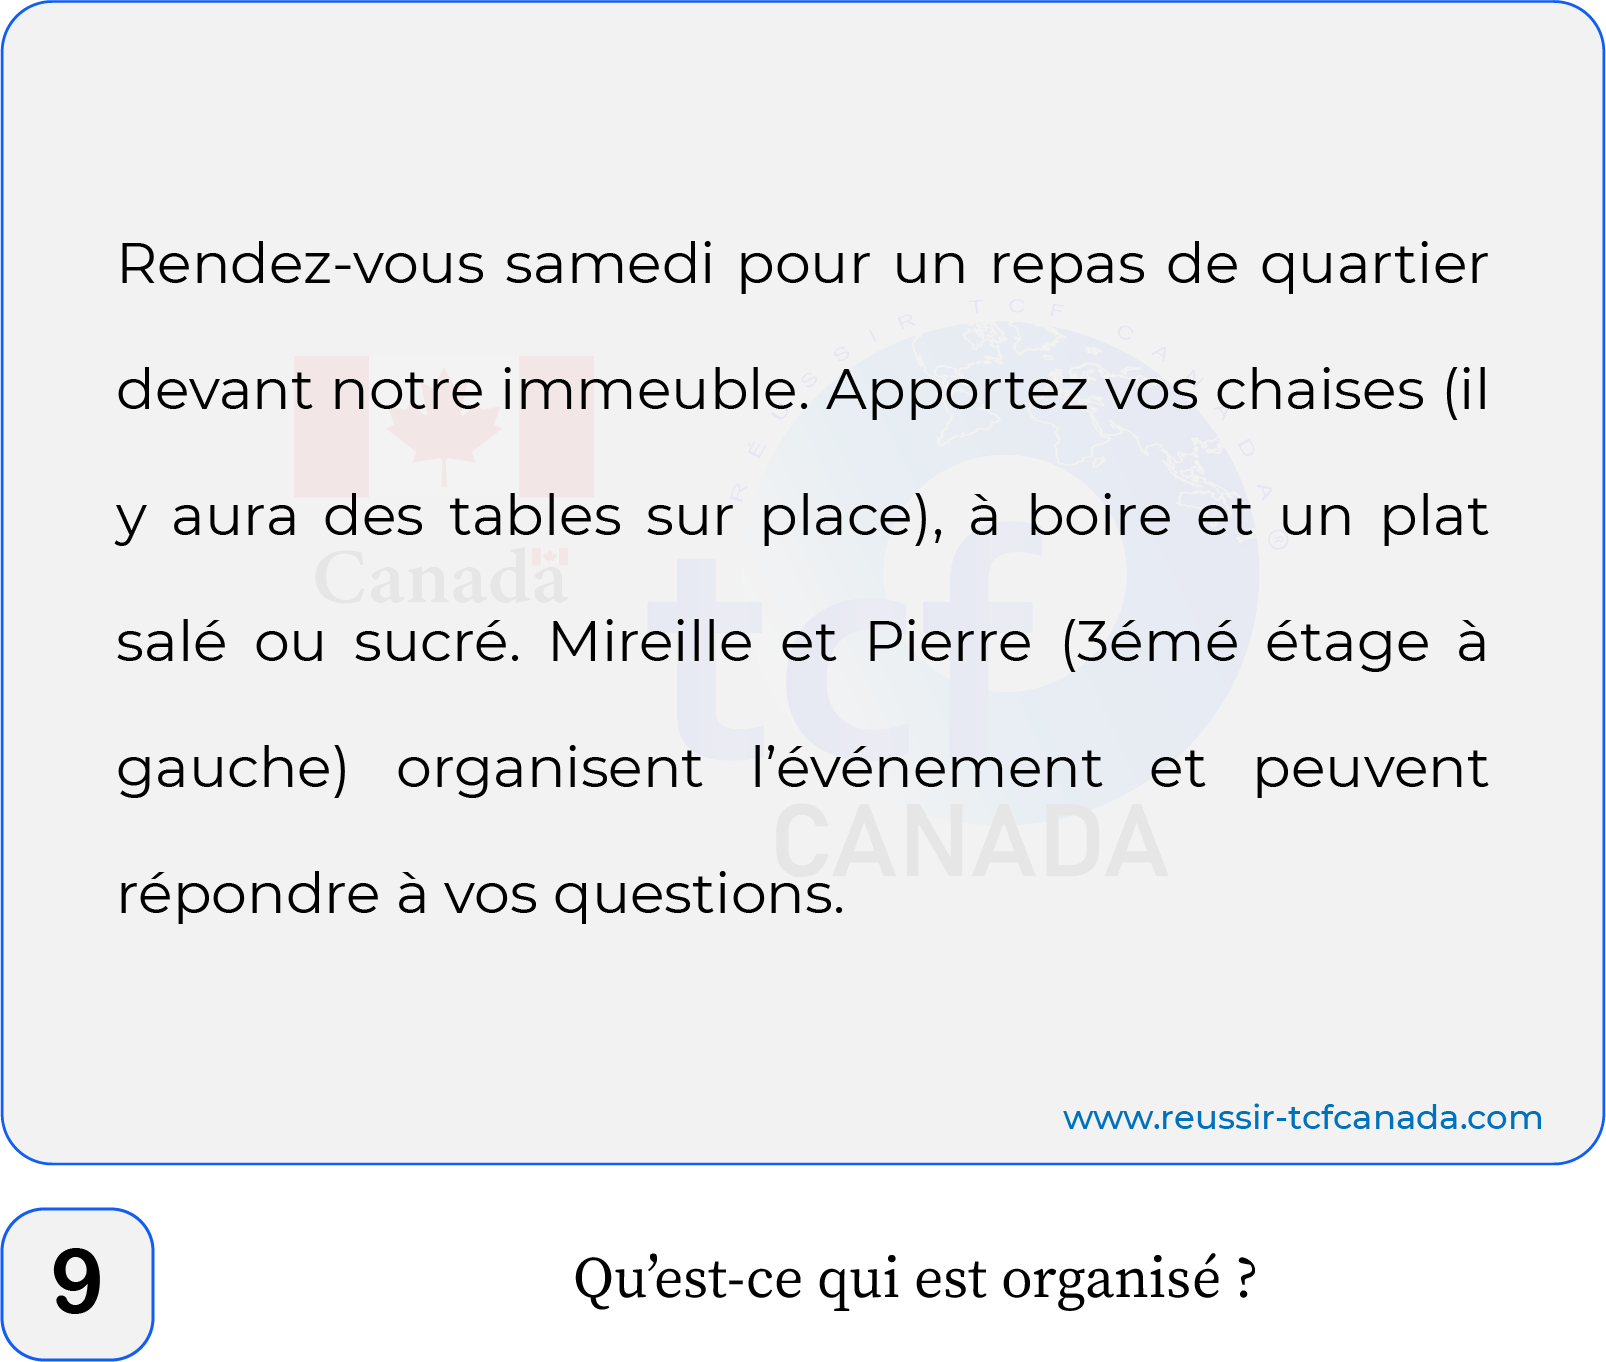 Rendez-vous samedi pour un repas de quartier
devant notre immeuble. Apportez vos chaises (il
y aura des tables sur place), à boire et un plat
salé ou sucré. Mireille et Pierre (3émé étage à
gauche) organisent l’événement et peuvent
répondre à vos questions.
RÉUSSIR TCF CANADA ®
Canada
tcf
CANADA
www.reussir-tcfcanada.com
9
Qu’est-ce qui est organisé ?